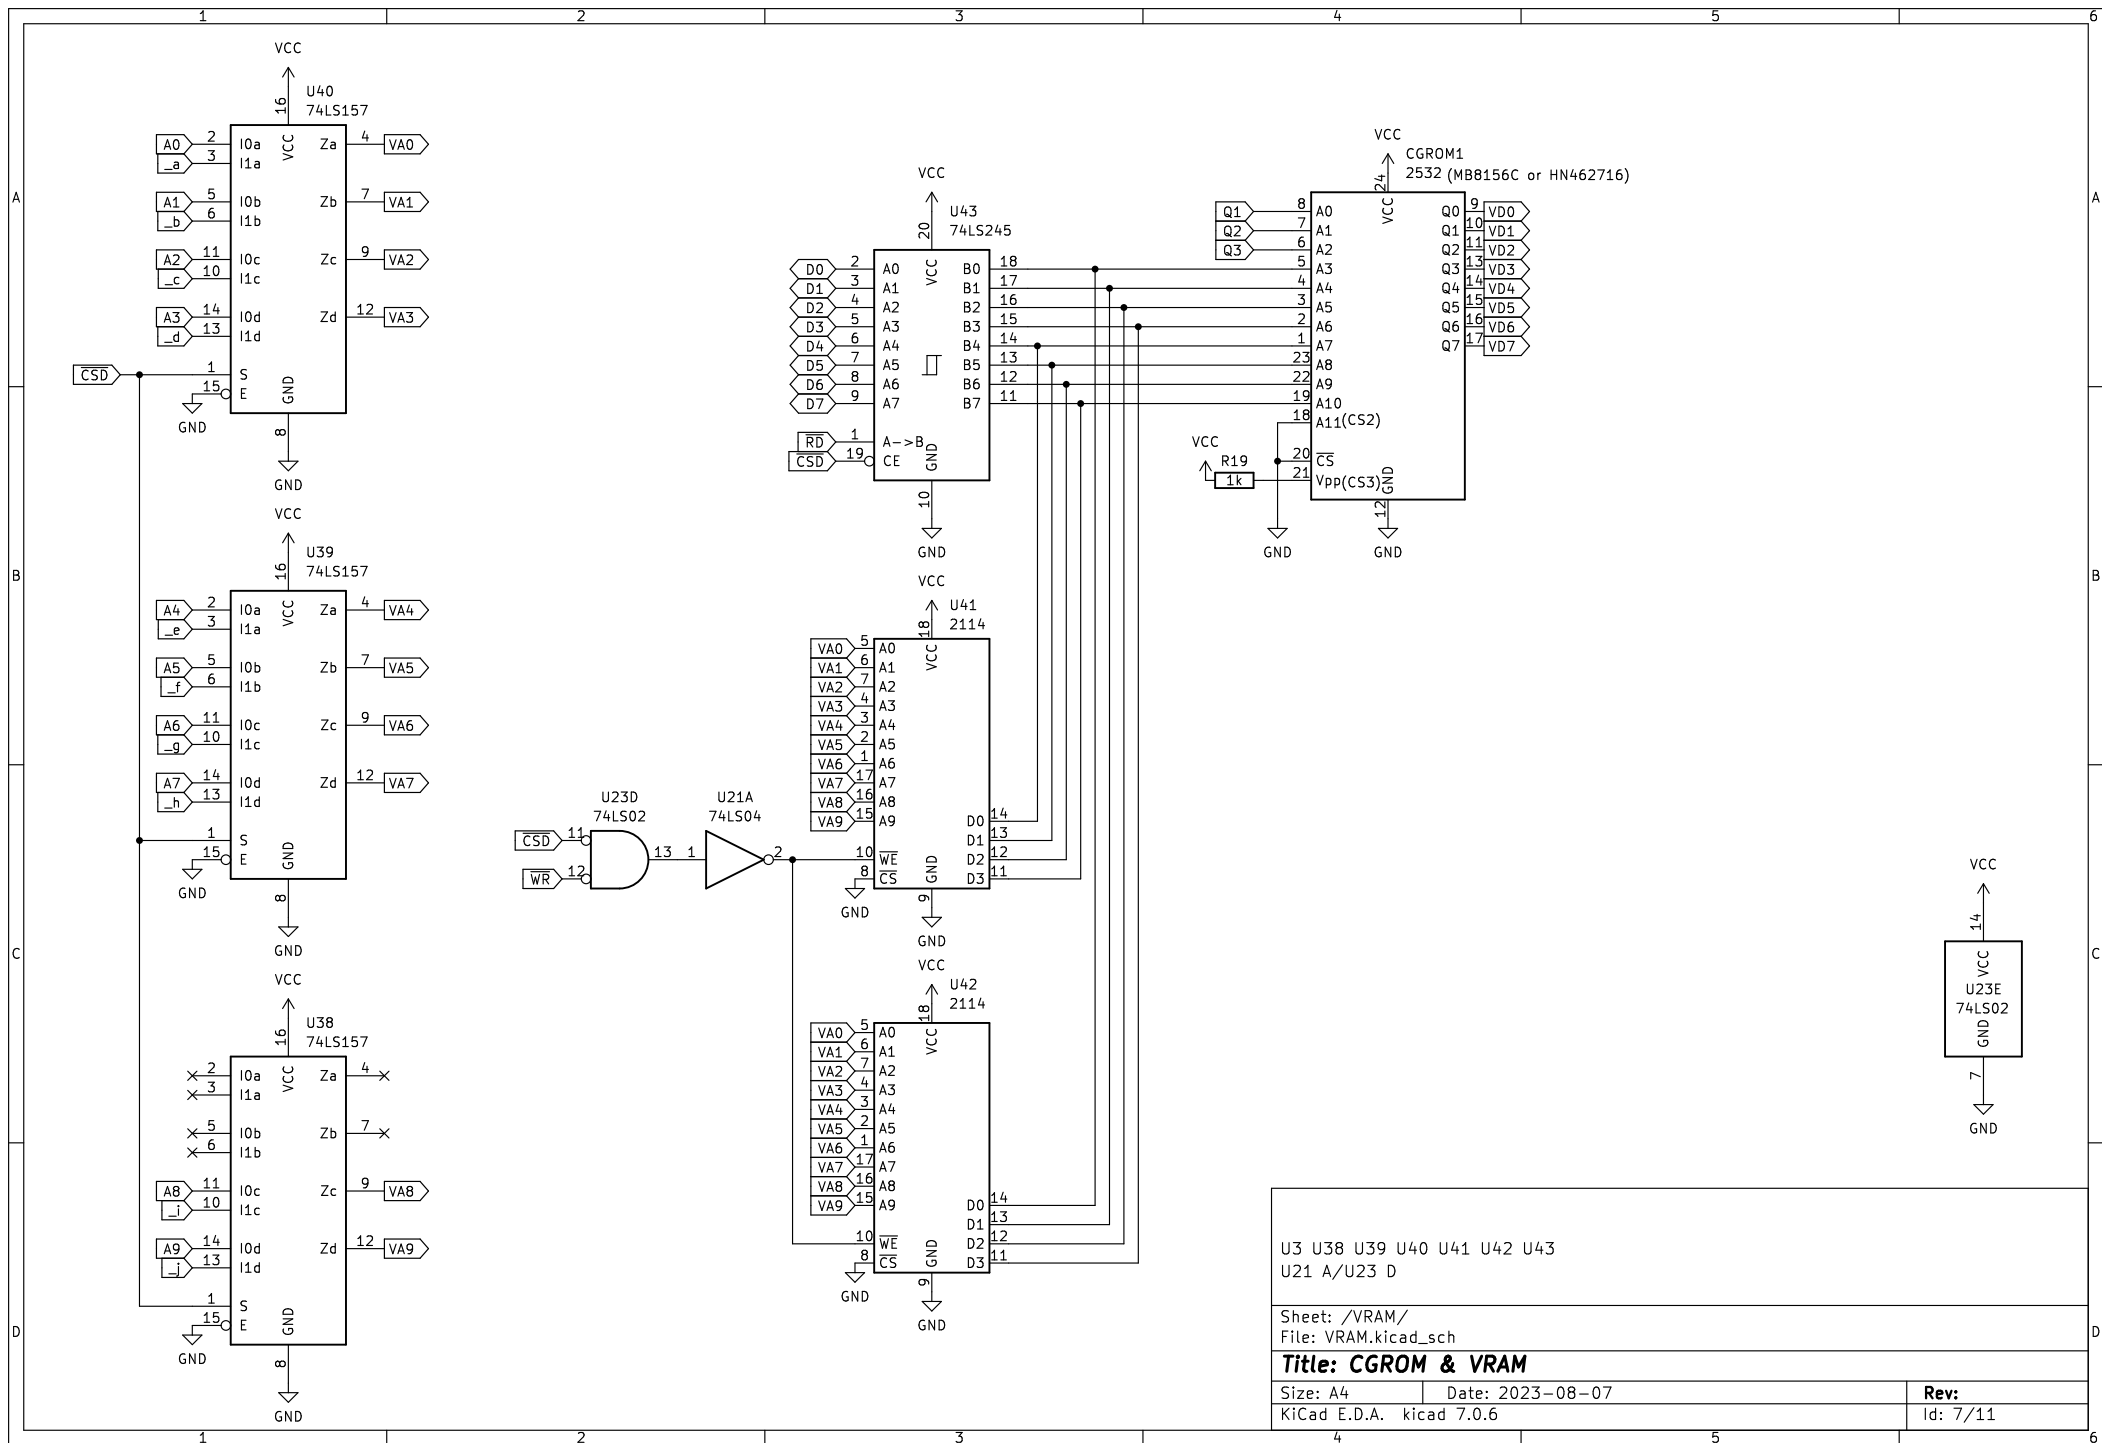 1 2 3 4 5 6
A
B
C
D
VCC
U40
74LS157
16
VCC
A0 2 I0a Za 4 VA0
_a 3 I1a
A1 5 I0b Zb 7 VA1
_b 6 I1b
A2 11 I0c Zc 9 VA2
_c 10 I1c
A3 14 I0d Zd 12 VA3
_d 13 I1d
CSD 1 S
15 E
GND
GND
8
GND
VCC
U39
74LS157
16
VCC
A4 2 I0a Za 4 VA4
_e 3 I1a
A5 5 I0b Zb 7 VA5
_f 6 I1b
A6 11 I0c Zc 9 VA6
_g 10 I1c
A7 14 I0d Zd 12 VA7
_h 13 I1d
1 S
15 E
GND
GND
8
GND
VCC
U38
74LS157
16
VCC
2 I0a Za 4
3 I1a
5 I0b Zb 7
6 I1b
A8 11 I0c Zc 9 VA8
_i 10 I1c
A9 14 I0d Zd 12 VA9
_j 13 I1d
1 S
15 E
GND
GND
8
GND
U23D
74LS02
CSD 11
WR 12
13
U21A
74LS04
1 2
VCC
U43
74LS245
20
VCC
D0 2 A0 B0 18
D1 3 A1 B1 17
D2 4 A2 B2 16
D3 5 A3 B3 15
D4 6 A4 B4 14
D5 7 A5 B5 13
D6 8 A6 B6 12
D7 9 A7 B7 11
RD 1 A->B
CSD 19 CE
GND
10
GND
VCC
U41
2114
18
VCC
VA0 5 A0
VA1 6 A1
VA2 7 A2
VA3 4 A3
VA4 3 A4
VA5 2 A5
VA6 1 A6
VA7 17 A7
VA8 16 A8
VA9 15 A9 D0 14
D1 13
10 WE D2 12
8 CS D3 11
GND
GND
9
GND
VCC
U42
2114
18
VCC
VA0 5 A0
VA1 6 A1
VA2 7 A2
VA3 4 A3
VA4 3 A4
VA5 2 A5
VA6 1 A6
VA7 17 A7
VA8 16 A8
VA9 15 A9 D0 14
D1 13
10 WE D2 12
8 CS D3 11
GND
GND
9
GND
VCC
CGROM1
2532 (MB8156C or HN462716)
24
VCC
Q1 8 A0 Q0 9 VD0
Q2 7 A1 Q1 10 VD1
Q3 6 A2 Q2 11 VD2
5 A3 Q3 13 VD3
4 A4 Q4 14 VD4
3 A5 Q5 15 VD5
2 A6 Q6 16 VD6
1 A7 Q7 17 VD7
23 A8
22 A9
19 A10
18 A11(CS2)
20 CS
21 Vpp(CS3)
GND
12
VCC
R19
1k
GND
GND
VCC
14
VCC
U23E
74LS02
GND
7
GND
U3 U38 U39 U40 U41 U42 U43
U21 A/U23 D
Sheet: /VRAM/
File: VRAM.kicad_sch
Title: CGROM & VRAM
Size: A4 Date: 2023-08-07 Rev:
KiCad E.D.A. kicad 7.0.6 Id: 7/11
A
B
C
D
1 2 3 4 5 6